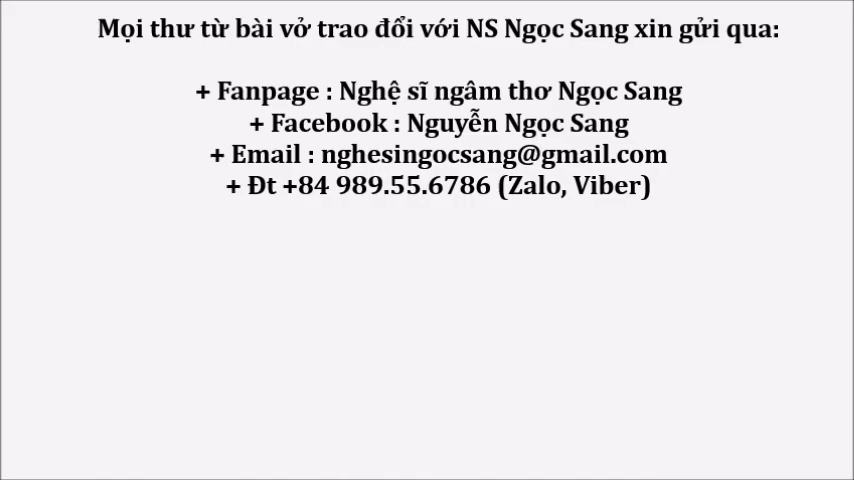 Mọi thư từ bài vở trao đổi với NS Ngọc Sang xin gửi qua:
+ Fanpage : Nghệ sĩ ngâm thơ Ngọc Sang
+ Facebook : Nguyễn Ngọc Sang
+ Email : nghesingocsang@gmail.com
+ Đt +84 989.55.6786 (Zalo, Viber)